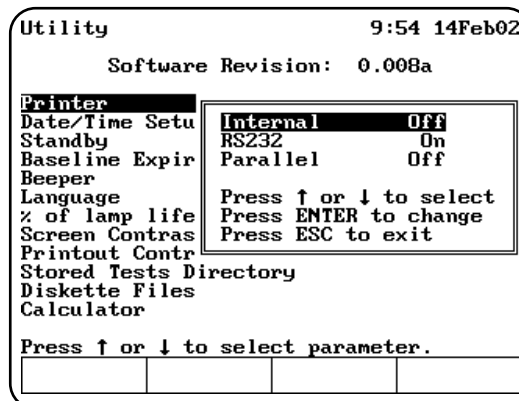 Utility 9:54 14Feb02
Software Revision: 0.008a
Printer
Date/Time Setu
Standby
Baseline Expir
Beeper
Language
% of lamp life
Screen Contras
Printout Contr
Stored Tests Directory
Diskette Files
Calculator
Internal Off
RS232 On
Parallel Off
Press ↑ or ↓ to select
Press ENTER to change
Press ESC to exit
Press ↑ or ↓ to select parameter.